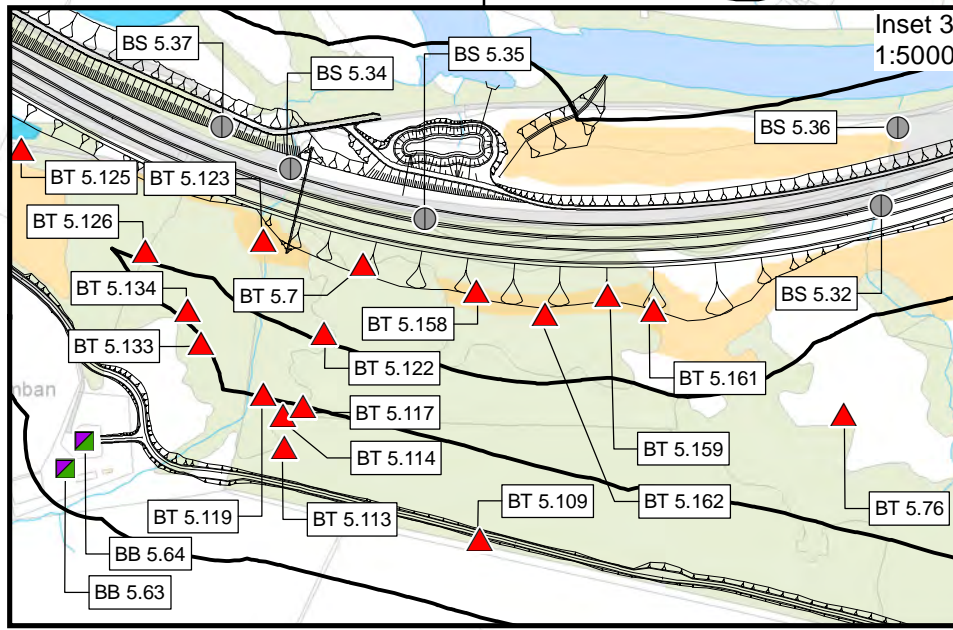 Inset 3
1:5000
BS 5.37
BS 5.34
BS 5.35
BS 5.36
BT 5.125
BT 5.123
BT 5.126
BT 5.134
BT 5.7
BT 5.158
BS 5.32
BT 5.133
BT 5.122
BT 5.161
mban
BT 5.117
BT 5.114
BT 5.159
BT 5.119
BT 5.113
BT 5.109
BT 5.162
BT 5.76
BB 5.64
BB 5.63